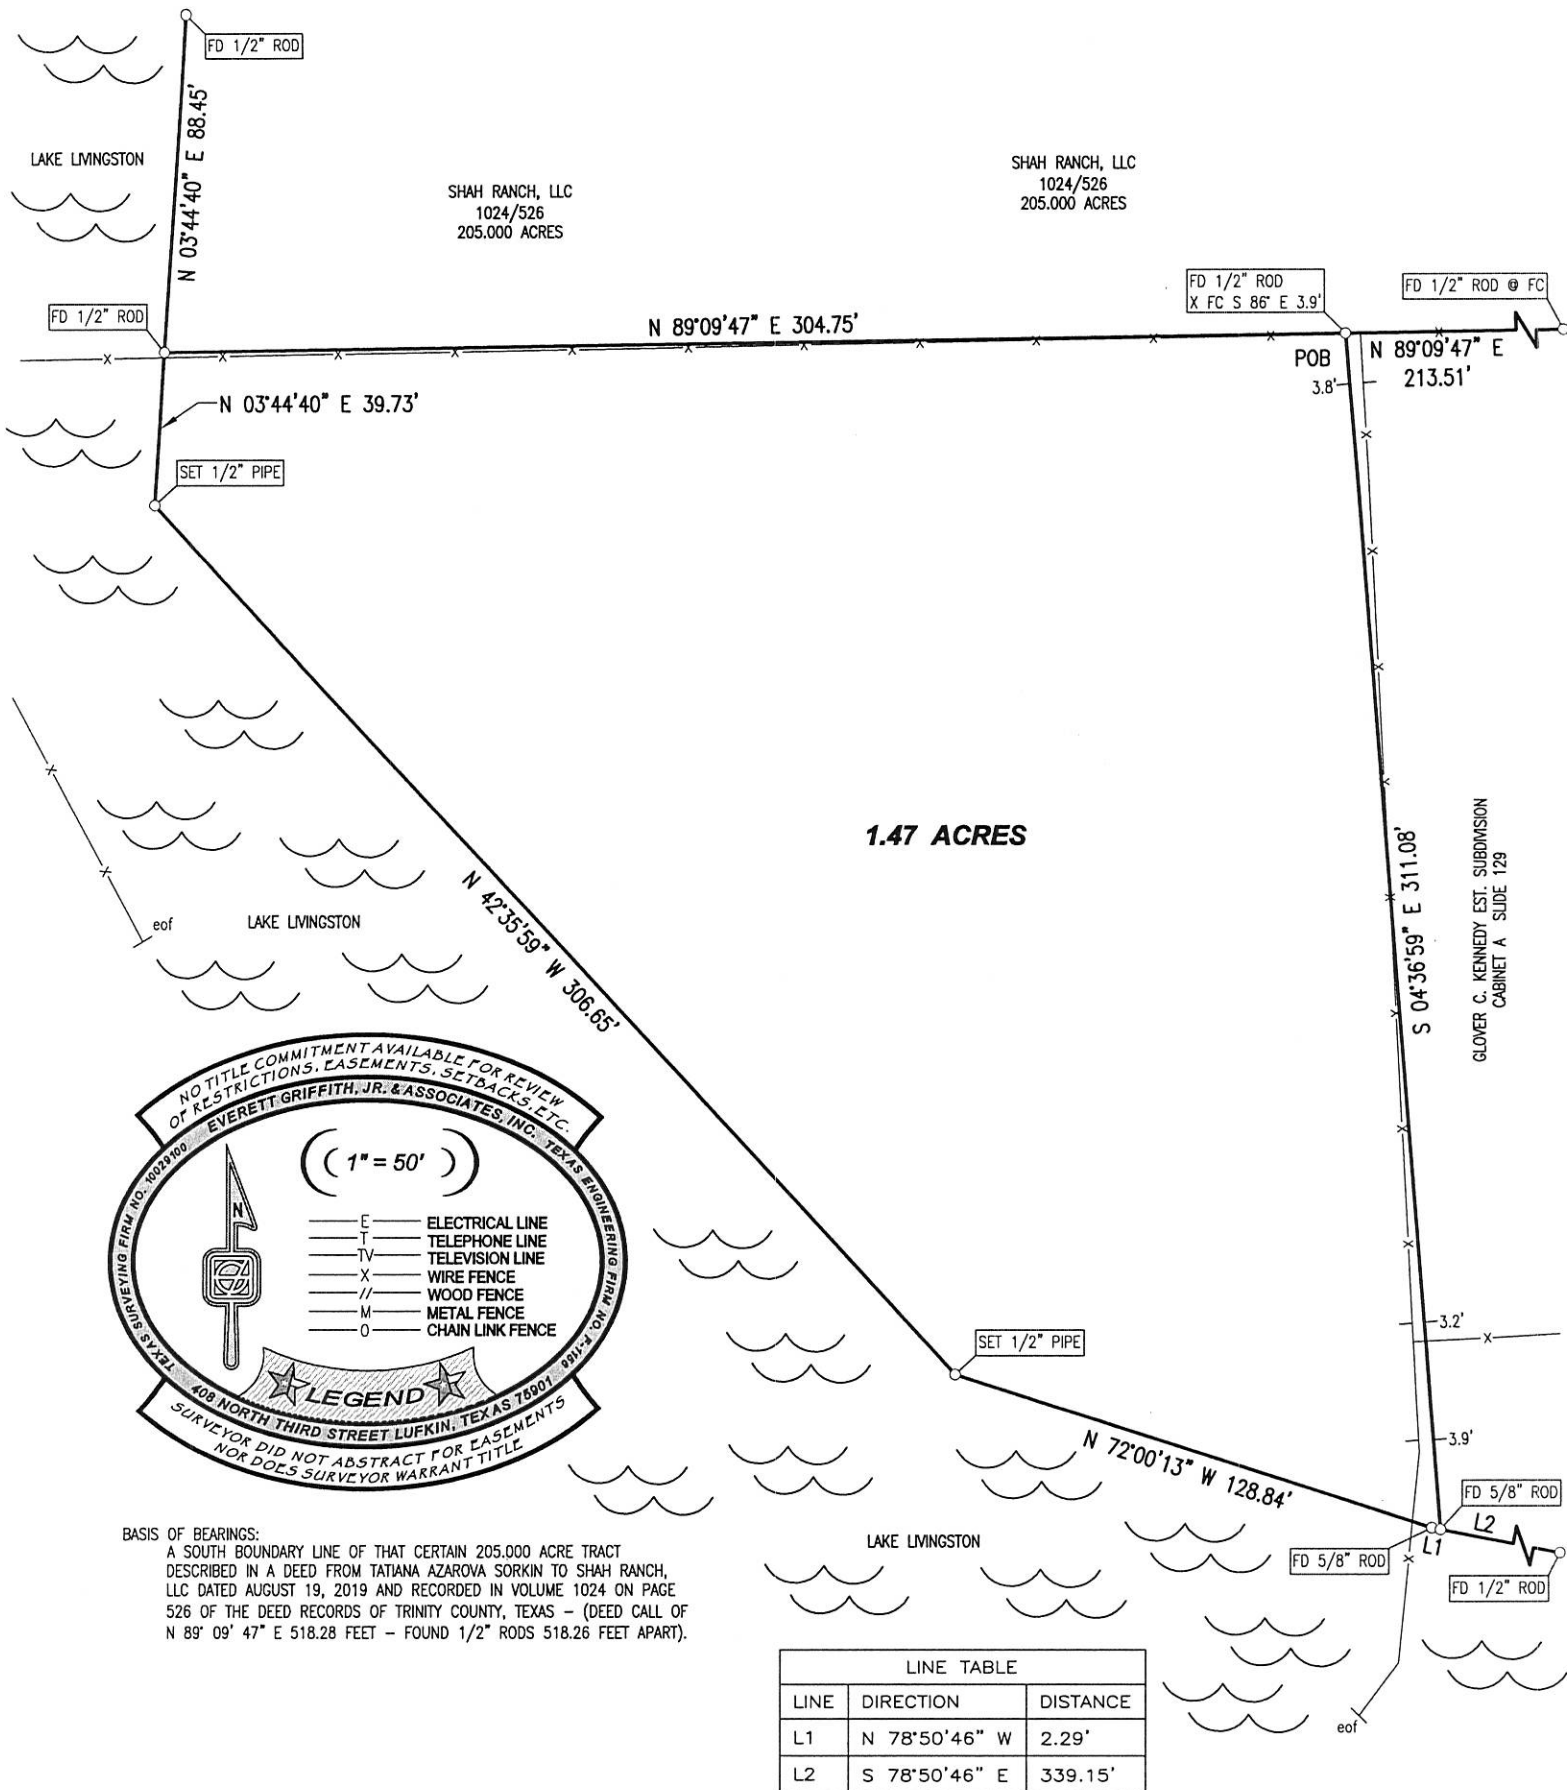 FD 1/2" ROD
N 03°44'40" E 88.45'
LAKE LIVINGSTON
SHAH RANCH, LLC
1024/526
205.000 ACRES
SHAH RANCH, LLC
1024/526
205.000 ACRES
FD 1/2" ROD
X FC S 86° E 3.9'
FD 1/2" ROD @ FC
FD 1/2" ROD
N 89°09'47" E 304.75'
POB
N 89°09'47" E
213.51'
3.8'
N 03°44'40" E 39.73'
SET 1/2" PIPE
1.47 ACRES
S 04°36'59" E 311.08'
GLOVER C. KENNEDY EST. SUBDIVISION
CABINET A SLIDE 129
N 42°35'59" W 306.65'
eof
LAKE LIVINGSTON
NO TITLE COMMITMENT AVAILABLE FOR REVIEW
OF RESTRICTIONS, EASEMENTS, SETBACKS, ETC.
TEXAS SURVEYING FIRM NO. 10029100 EVERETT GRIFFITH, JR. & ASSOCIATES, INC. TEXAS ENGINEERING FIRM NO. F-1156
N
( ( 1" = 50' ) )
E ELECTRICAL LINE
T TELEPHONE LINE
TV TELEVISION LINE
X WIRE FENCE
// WOOD FENCE
M METAL FENCE
O CHAIN LINK FENCE
LEGEND
408 NORTH THIRD STREET LUFKIN, TEXAS 75901
SURVEYOR DID NOT ABSTRACT FOR EASEMENTS
NOR DOES SURVEYOR WARRANT TITLE
3.2'
SET 1/2" PIPE
3.9'
N 72°00'13" W 128.84'
FD 5/8" ROD
L2
L1
FD 5/8" ROD
FD 1/2" ROD
LAKE LIVINGSTON
BASIS OF BEARINGS:
A SOUTH BOUNDARY LINE OF THAT CERTAIN 205.000 ACRE TRACT
DESCRIBED IN A DEED FROM TATIANA AZAROVA SORKIN TO SHAH RANCH,
LLC DATED AUGUST 19, 2019 AND RECORDED IN VOLUME 1024 ON PAGE
526 OF THE DEED RECORDS OF TRINITY COUNTY, TEXAS – (DEED CALL OF
N 89° 09' 47" E 518.28 FEET – FOUND 1/2" RODS 518.26 FEET APART).
eof
LINE TABLE
LINE DIRECTION DISTANCE
L1 N 78°50'46" W 2.29'
L2 S 78°50'46" E 339.15'